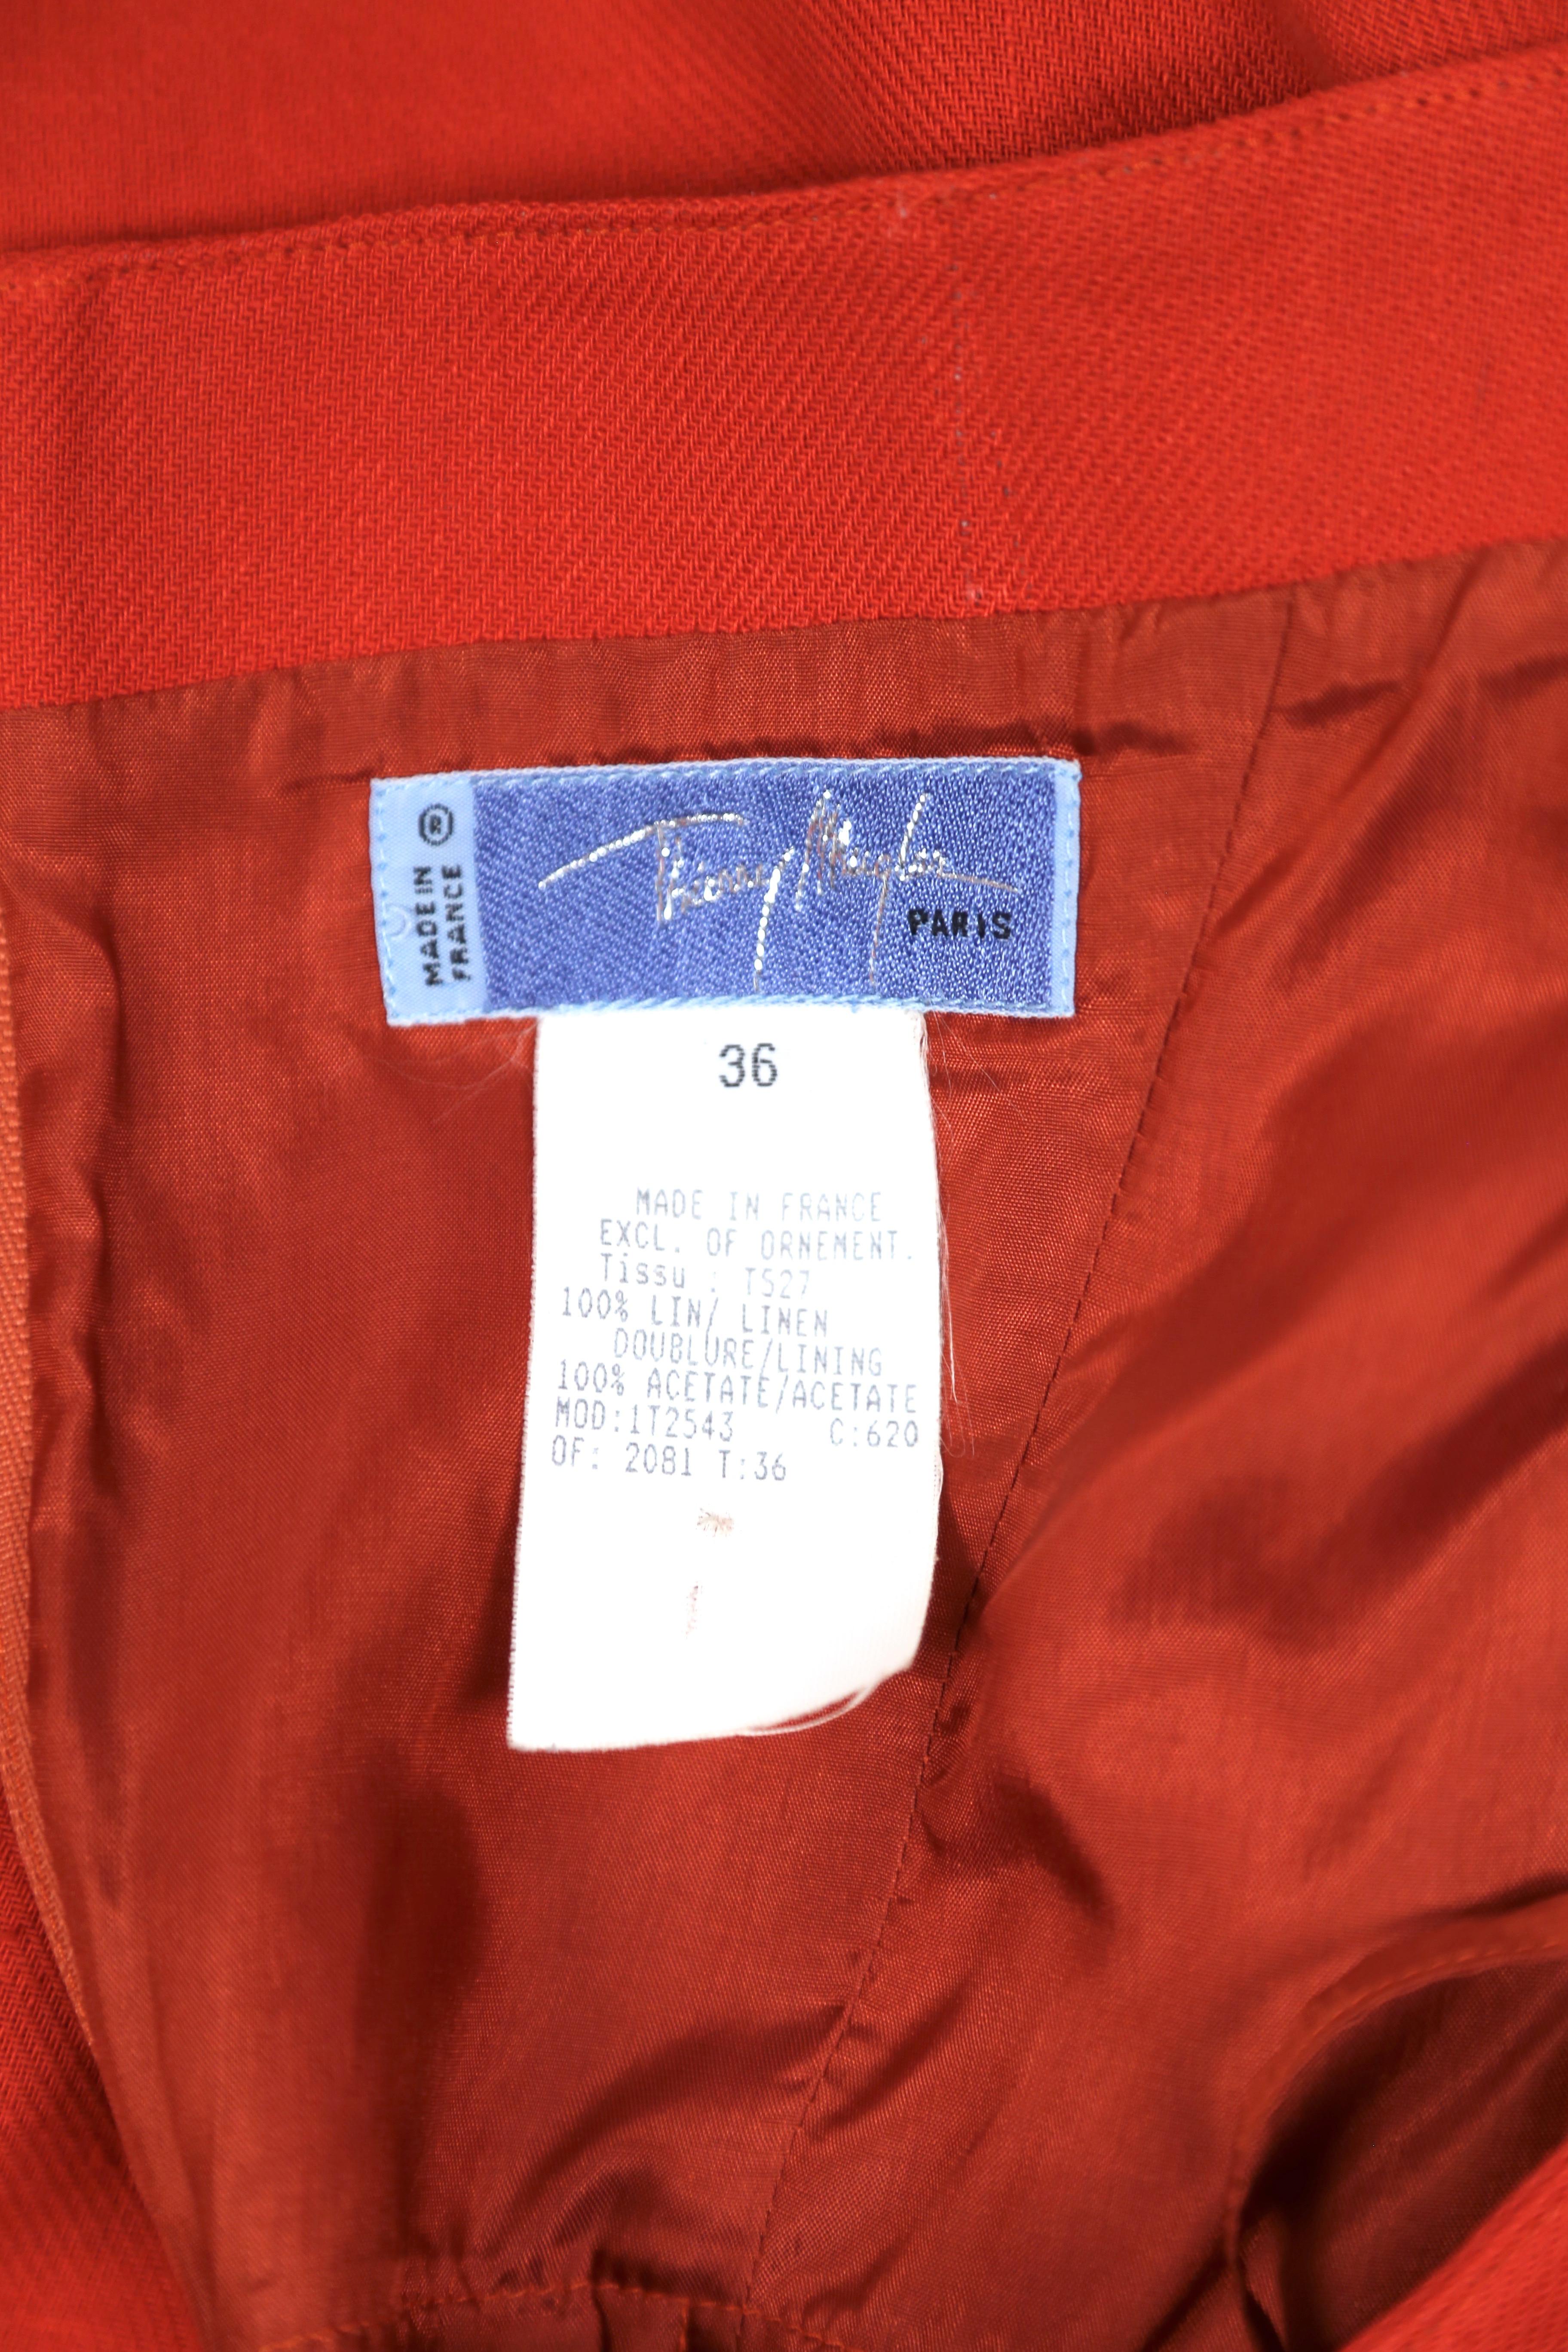 MADE IN
FRANCE ®
Thierry Mugler
PARIS
36
MADE IN FRANCE
EXCL. OF ORNEMENT.
Tissu : TS27
100% LIN/ LINEN
DOUBLURE/LINING
100% ACETATE/ACETATE
MOD:1T2543 C:620
OF: 2081 T:36